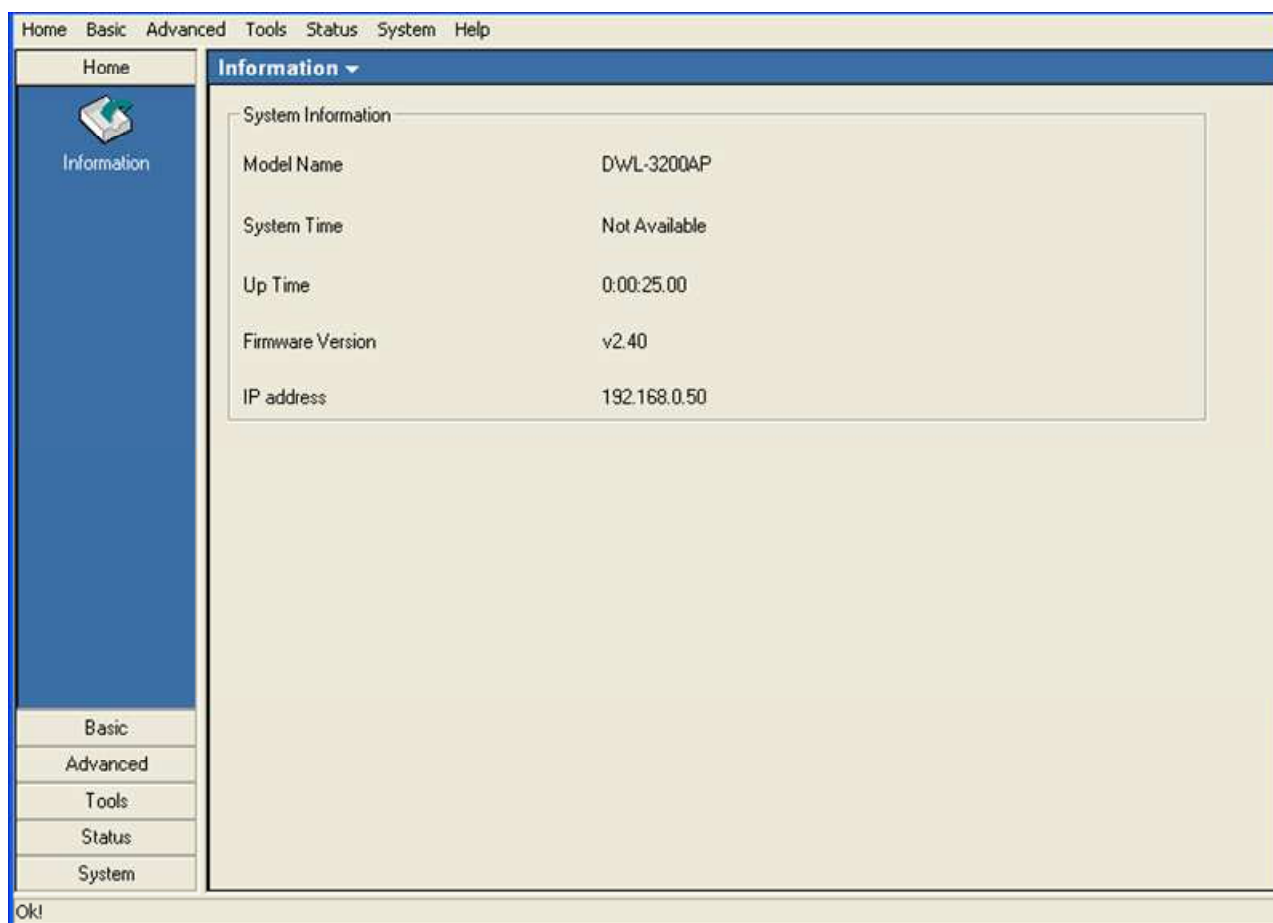 Home Basic Advanced Tools Status System Help
Home
Information
Information
System Information
Model Name DWL-3200AP
System Time Not Available
Up Time 0:00:25.00
Firmware Version v2.40
IP address 192.168.0.50
Basic
Advanced
Tools
Status
System
Ok!